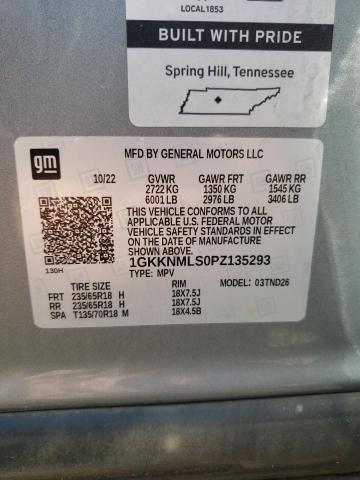 LOCAL1853
BUILT WITH PRIDE
Spring Hill, Tennessee
gm
MFD BY GENERAL MOTORS LLC
10/22 GVWR GAWR FRT GAWR RR
2722 KG 1350 KG 1545 KG
6001 LB 2976 LB 3406 LB
THIS VEHICLE CONFORMS TO ALL
APPLICABLE U.S. FEDERAL MOTOR
VEHICLE SAFETY STANDARDS IN EFFECT
ON THE DATE OF MANUFACTURE
SHOWN ABOVE.
1GKKNMLS0PZ135293
130H
TYPE: MPV
MODEL: 03TND26
TIRE SIZE RIM
FRT 235/65R18 H 18X7.5J
RR 235/65R18 H 18X7.5J
SPA T135/70R18 M 18X4.5B